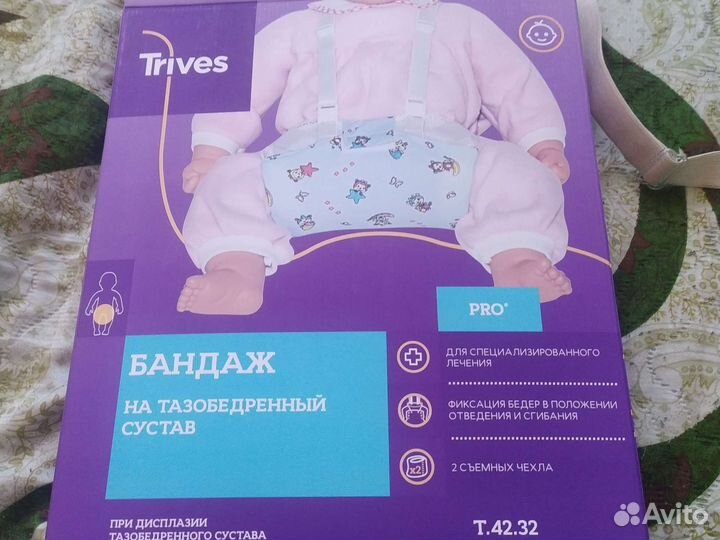 Trives
PRO®
БАНДАЖ
НА ТАЗОБЕДРЕННЫЙ
СУСТАВ
ДЛЯ СПЕЦИАЛИЗИРОВАННОГО
ЛЕЧЕНИЯ
ФИКСАЦИЯ БЕДЕР В ПОЛОЖЕНИИ
ОТВЕДЕНИЯ И СГИБАНИЯ
x2
2 СЪЕМНЫХ ЧЕХЛА
ПРИ ДИСПЛАЗИИ
ТАЗОБЕДРЕННОГО СУСТАВА
Т.42.32
Avito